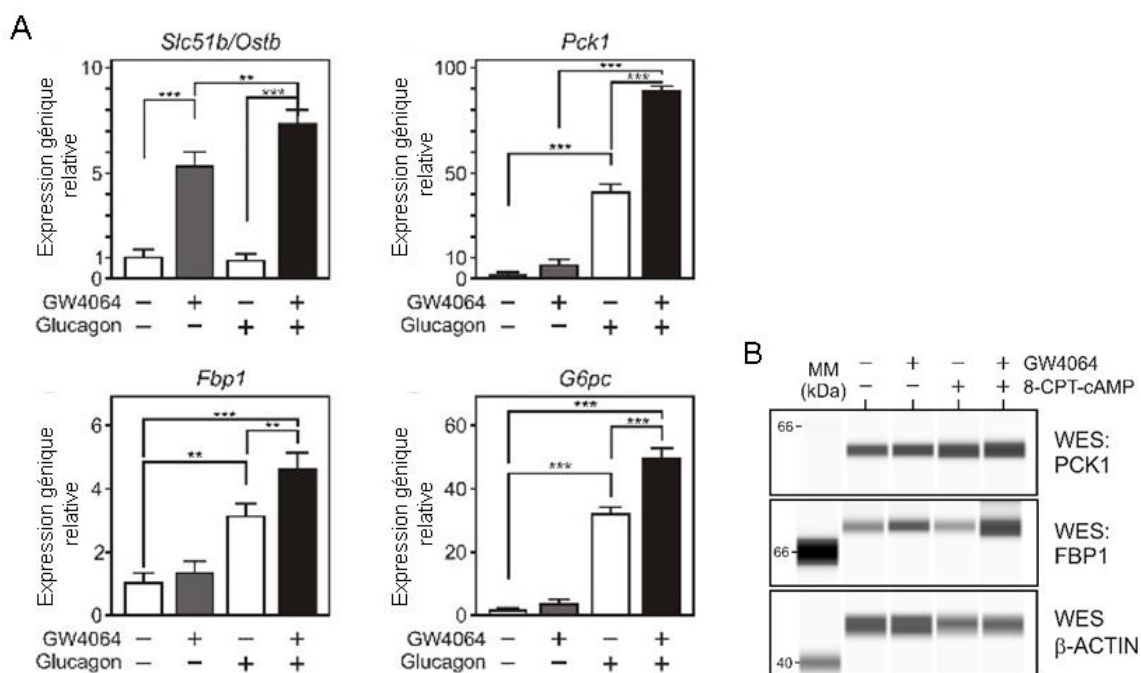 A
Slc51b/Ostb
Expression génique
relative
10
5
1
0
*** ** ***
GW4064 – + – +
Glucagon – – + +
Pck1
Expression génique
relative
100
50
10
0
*** *** ***
GW4064 – + – +
Glucagon – – + +
Fbp1
Expression génique
relative
6
4
2
0
*** ** **
GW4064 – + – +
Glucagon – – + +
G6pc
Expression génique
relative
60
40
20
0
*** *** ***
GW4064 – + – +
Glucagon – – + +
B
MM
(kDa)
– + – + GW4064
– – + + 8-CPT-cAMP
66
WES:
PCK1
66
WES:
FBP1
40
WES
β-ACTIN